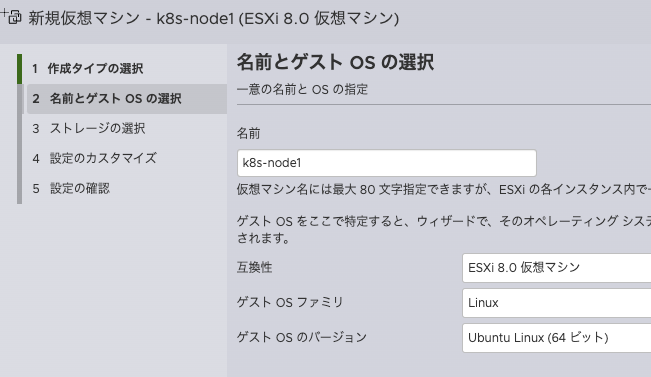 新規仮想マシン - k8s-node1 (ESXi 8.0 仮想マシン)
1 作成タイプの選択
2 名前とゲスト OS の選択
3 ストレージの選択
4 設定のカスタマイズ
5 設定の確認
名前とゲスト OS の選択
一意の名前と OS の指定
名前
k8s-node1
仮想マシン名には最大 80 文字指定できますが、ESXi の各インスタンス内で一
ゲスト OS をここで特定すると、ウィザードで、そのオペレーティング システ
されます。
互換性 ESXi 8.0 仮想マシン
ゲスト OS ファミリ Linux
ゲスト OS のバージョン Ubuntu Linux (64 ビット)